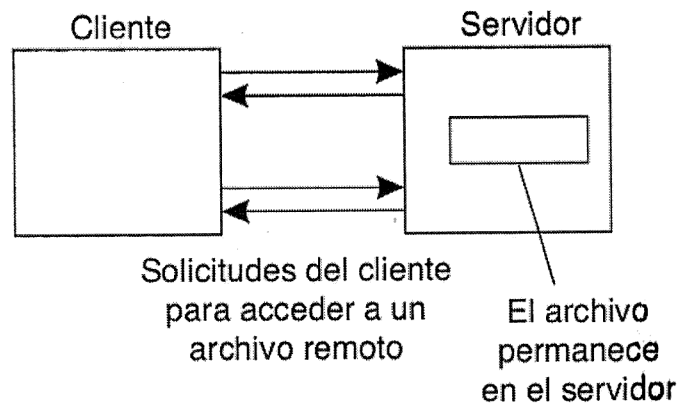 Cliente
Servidor
Solicitudes del cliente
para acceder a un
archivo remoto
El archivo
permanece
en el servidor